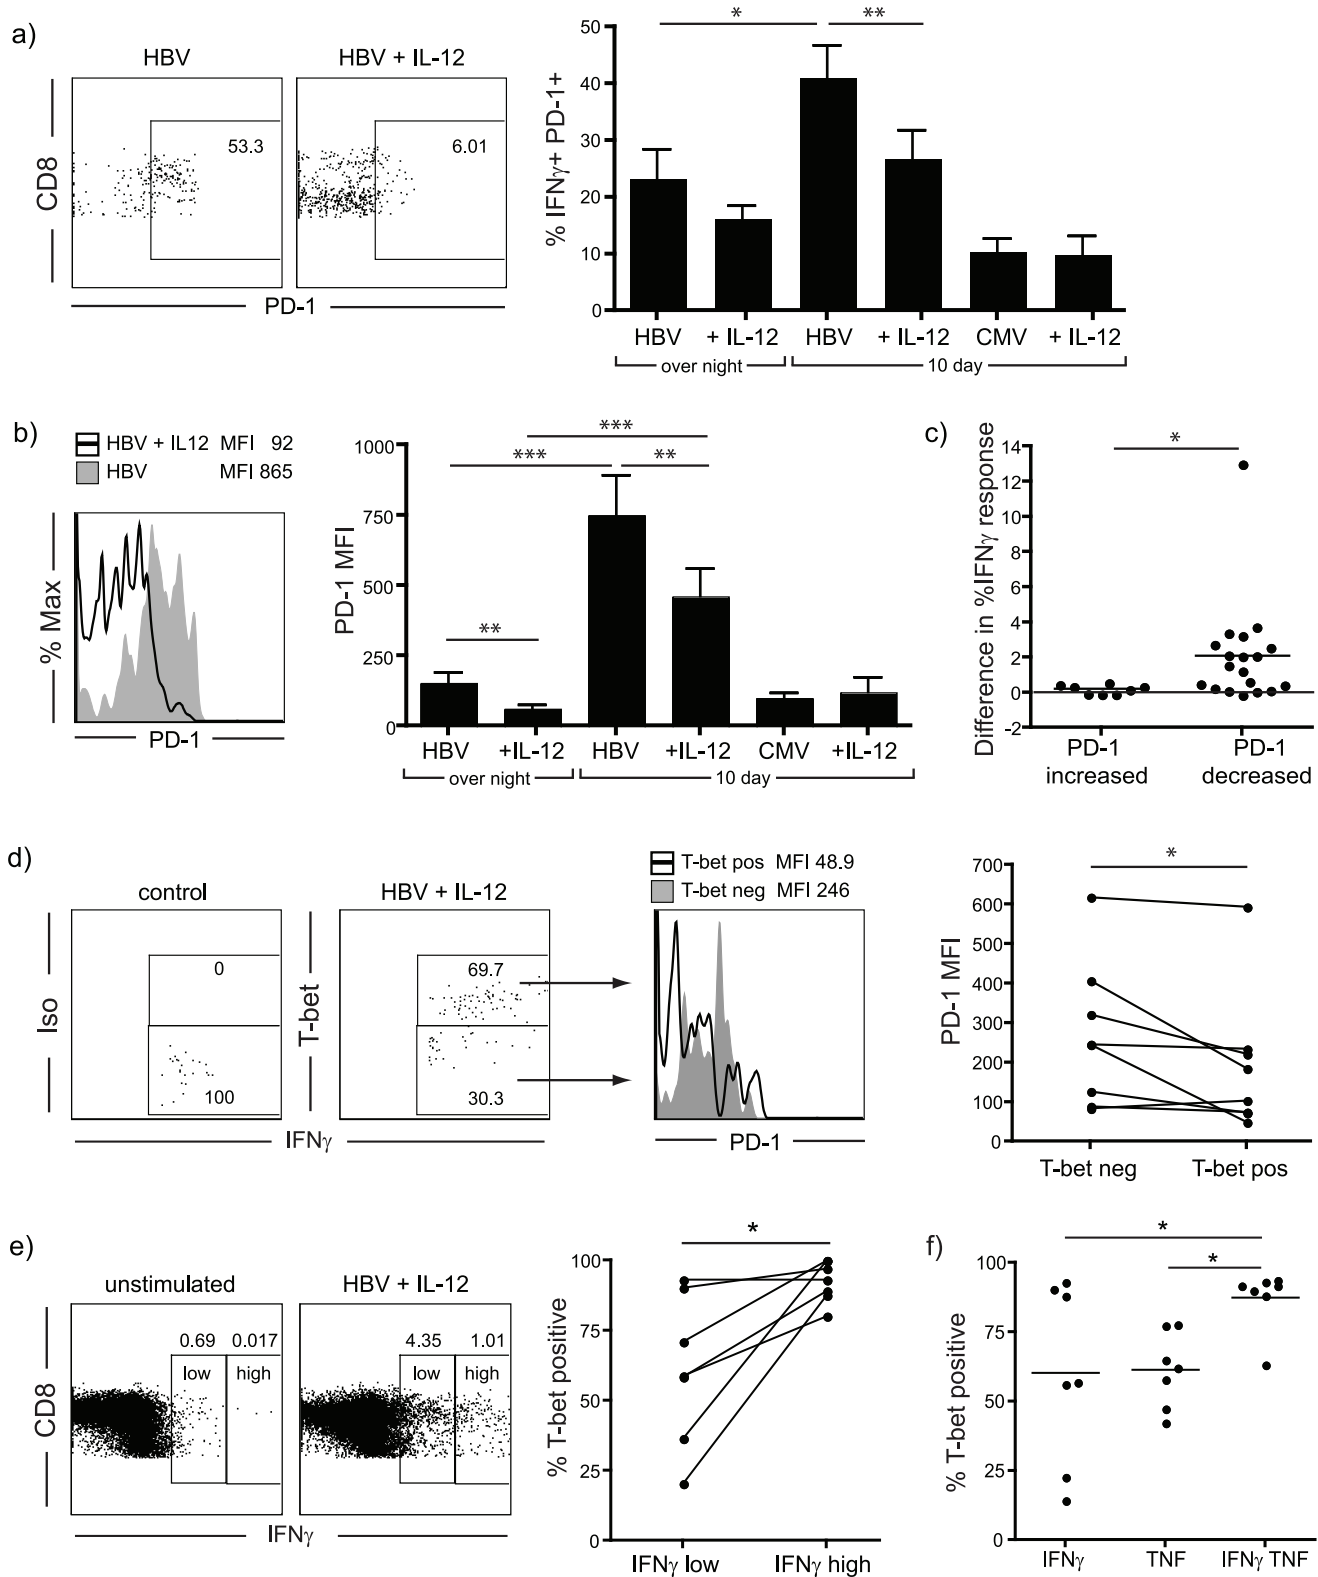 a)
HBV
HBV + IL-12
CD8
53.3
6.01
PD-1
% IFNγ+ PD-1+
50
40
30
20
10
0
*
**
HBV
+ IL-12
HBV
+ IL-12
CMV
+ IL-12
over night
10 day
b)
HBV + IL12 MFI 92
HBV MFI 865
% Max
PD-1
PD-1 MFI
1000
750
500
250
0
**
***
***
**
HBV
+IL-12
HBV
+IL-12
CMV
+IL-12
over night
10 day
c)
Difference in %IFNγ response
14
12
10
8
6
4
2
0
-2
*
PD-1 increased
PD-1 decreased
d)
control
HBV + IL-12
Iso
0
100
T-bet
69.7
30.3
IFNγ
T-bet pos MFI 48.9
T-bet neg MFI 246
PD-1
PD-1 MFI
700
600
500
400
300
200
100
0
*
T-bet neg
T-bet pos
e)
unstimulated
HBV + IL-12
CD8
0.69 0.017
low high
4.35 1.01
low high
IFNγ
% T-bet positive
100
75
50
25
0
*
IFNγ low
IFNγ high
f)
% T-bet positive
100
75
50
25
0
*
*
IFNγ
TNF
IFNγ TNF